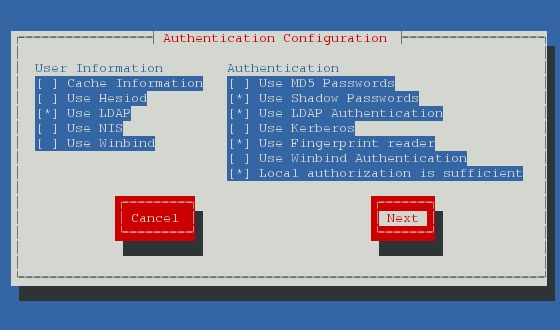 Authentication Configuration
User Information
[ ] Cache Information
[ ] Use Hesiod
[*] Use LDAP
[ ] Use NIS
[ ] Use Winbind
Authentication
[ ] Use MD5 Passwords
[*] Use Shadow Passwords
[*] Use LDAP Authentication
[ ] Use Kerberos
[*] Use Fingerprint reader
[ ] Use Winbind Authentication
[*] Local authorization is sufficient
Cancel
Next